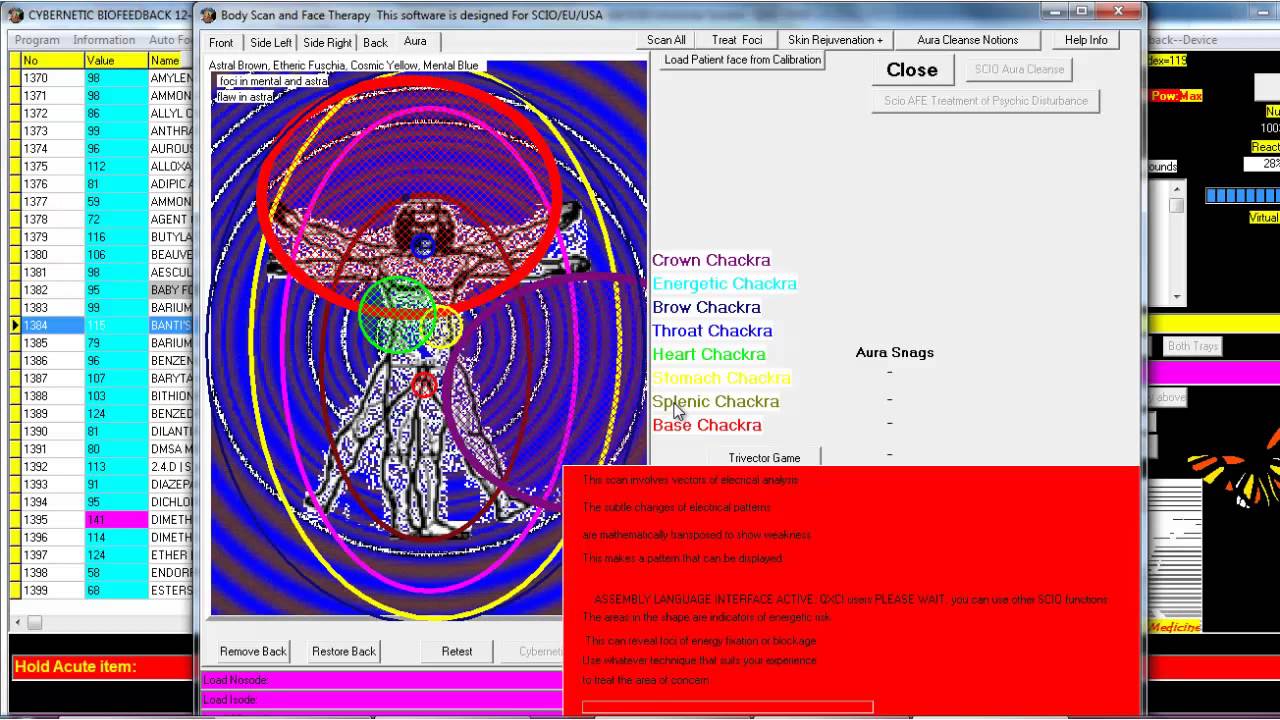 CYBERNETIC BIOFEEDBACK 12-
Body Scan and Face Therapy This software is designed For SCIO/EU/USA
back--Device
Program Information Auto Fo
Front Side Left Side Right Back Aura
Scan All Treat Foci Skin Rejuvenation + Aura Cleanse Notions Help Info
Load Patient face from Calibration
Close SCIO Aura Cleanse
Scio AFE Treatment of Psychic Disturbance
Astral Brown, Etheric Fuschia, Cosmic Yellow, Mental Blue
foci in mental and astral
flaw in astral
No Value Name
1370 98 AMYLEN
1371 98 AMMON
1372 86 ALLYL C
1373 99 ANTHRA
1374 96 AUROUS
1375 112 ALLOXA
1376 81 ADIPIC A
1377 59 AMMON
1378 72 AGENT
1379 116 BUTYLA
1380 106 BEAUVE
1381 98 AESCUL
1382 95 BABY FO
1383 99 BARIUM
1384 115 BANTI'S
1385 79 BARIUM
1386 96 BENZEN
1387 107 BARYTA
1388 103 BITHION
1389 124 BENZED
1390 81 DILANTI
1391 80 DMSA M
1392 113 2.4.D | S
1393 91 DIAZEPA
1394 95 DICHLOI
1395 141 DIMETH
1396 114 DIMETH
1397 124 ETHER |
1398 58 ENDORF
1399 68 ESTERS
Crown Chackra
Energetic Chackra
Brow Chackra
Throat Chackra
Heart Chackra
Stomach Chackra
Splenic Chackra
Base Chackra
Aura Snags
-
-
-
-
Trivector Game
ndex=119
Pow:Max
Nu
100
React
28%
ounds
Virtual
Both Trays
above
Medicine
This scan involves vectors of elecrical analysis
The subtle changes of electrical patterns
are mathematically transposed to show weakness
This makes a pattern that can be displayed
ASSEMBLY LANGUAGE INTERFACE ACTIVE: QXCI users PLEASE WAIT, you can use other SCIO functions
The areas in the shape are indicators of energetic risk
This can reveal foci of energy fixation or blockage
Use whatever technique that suits your experience
to treat the area of concern
Remove Back Restore Back Retest Cyberneti
Hold Acute item:
Load Nosode:
Load Isode: